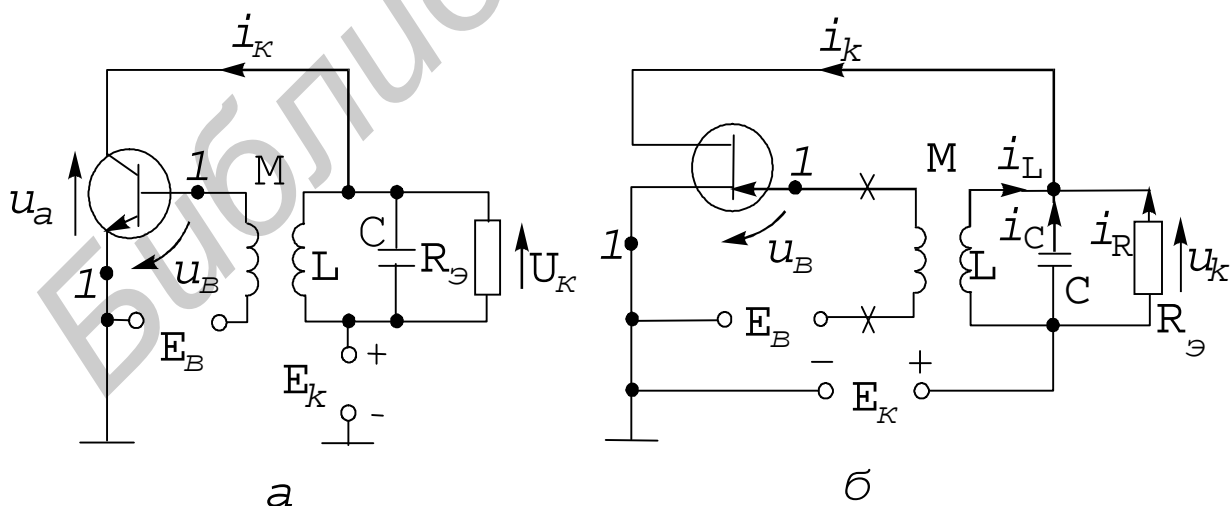 Библио
i_к
i_k
u_a
1
M
1
u_в
E_в
L
C
R_э
U_к
E_k
+
-
1
1
u_в
M
i_L
i_C
i_R
L
C
R_э
u_k
E_в
-
+
E_к
а
б